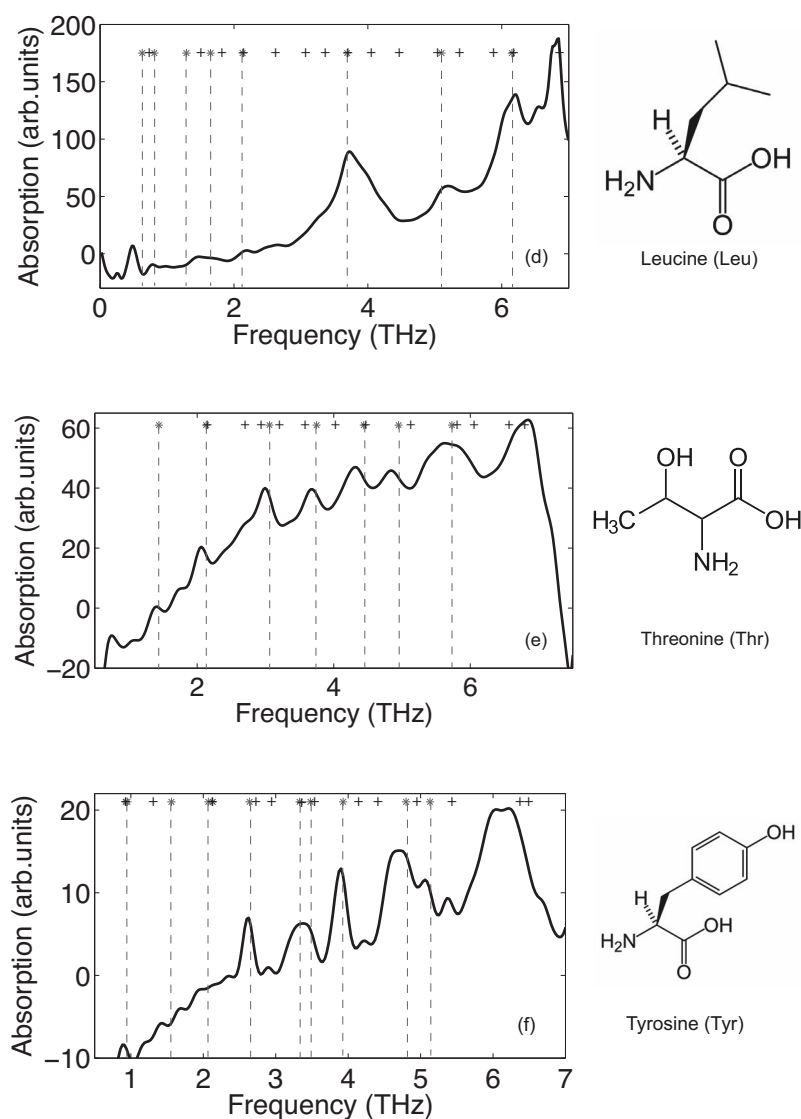 200
150
100
50
0
Absorption (arb.units)
0 2 4 6
Frequency (THz)
(d)
H
H₂N
OH
O
Leucine (Leu)
60
40
20
0
−20
Absorption (arb.units)
2 4 6
Frequency (THz)
(e)
OH O
H₃C OH
NH₂
Threonine (Thr)
20
10
0
−10
Absorption (arb.units)
1 2 3 4 5 6 7
Frequency (THz)
(f)
OH
H
H₂N
OH
O
Tyrosine (Tyr)